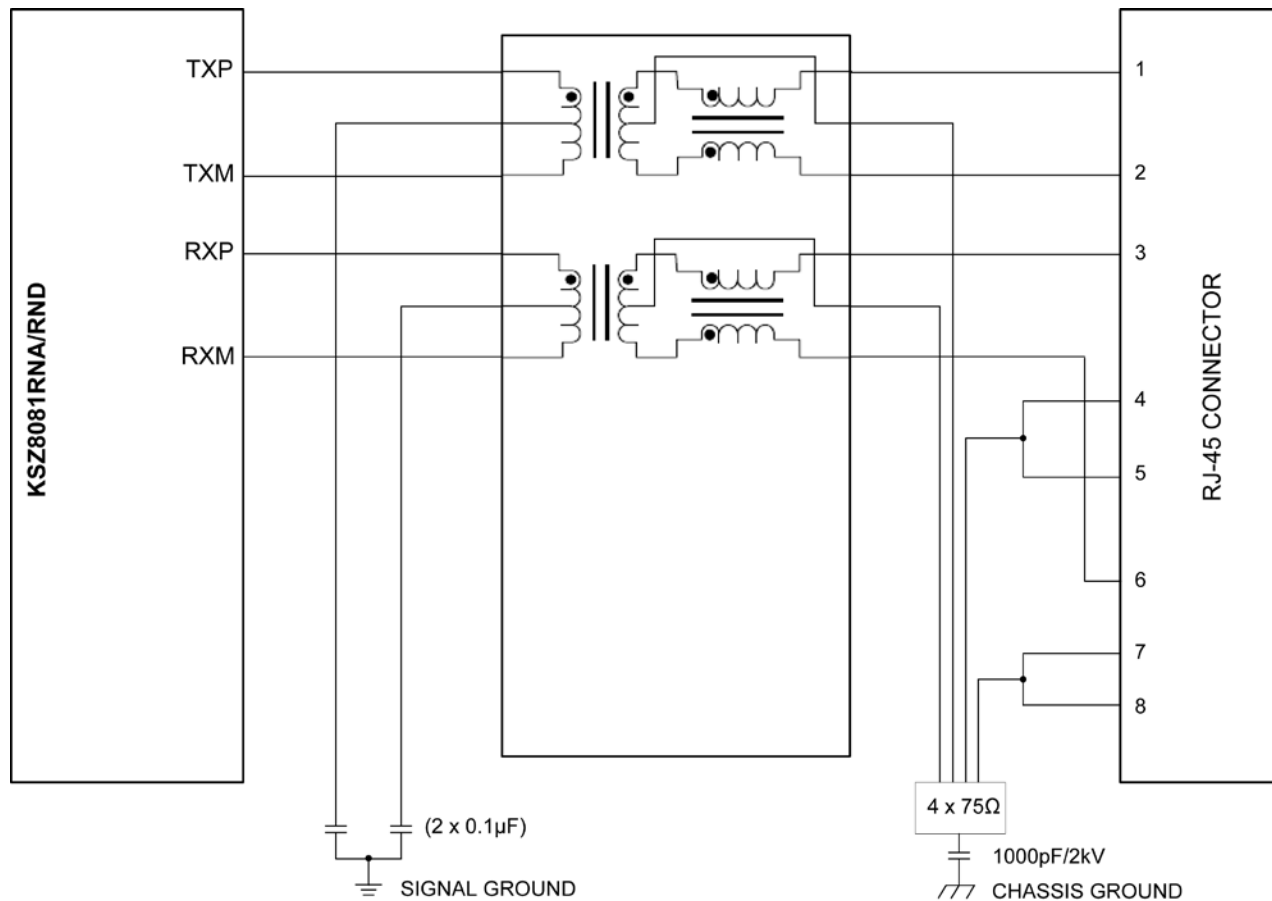 KSZ8081RNA/RND
TXP
TXM
RXP
RXM
1
2
3
4
5
6
7
8
RJ-45 CONNECTOR
(2 x 0.1µF)
SIGNAL GROUND
4 x 75Ω
1000pF/2kV
CHASSIS GROUND